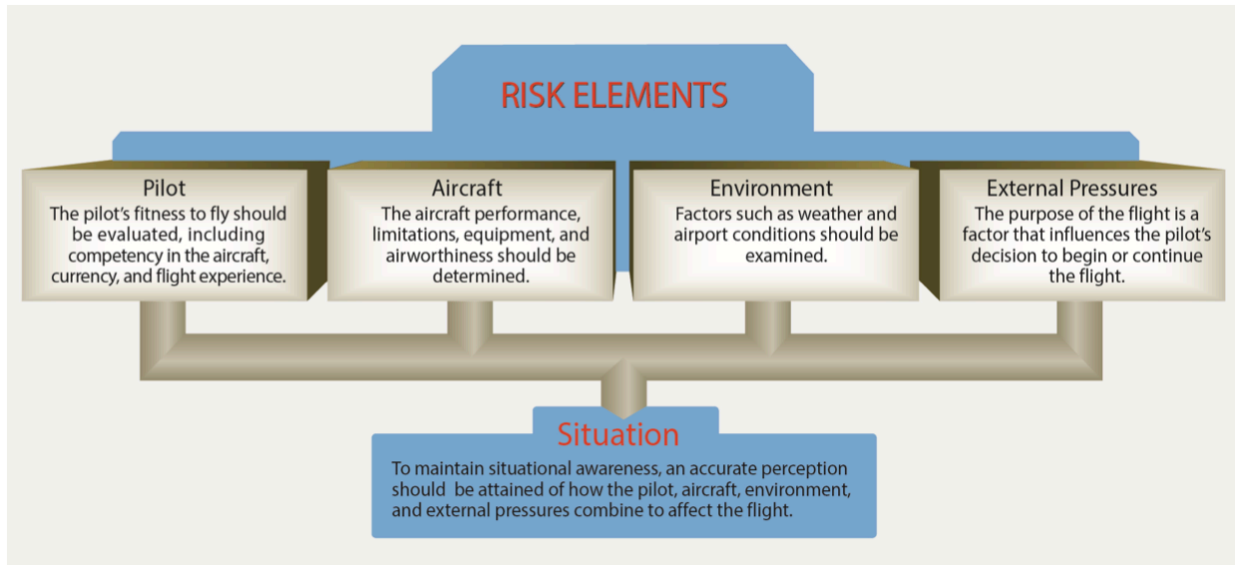 RISK ELEMENTS
Pilot
The pilot’s fitness to fly should
be evaluated, including
competency in the aircraft,
currency, and flight experience.
Aircraft
The aircraft performance,
limitations, equipment, and
airworthiness should be
determined.
Environment
Factors such as weather and
airport conditions should be
examined.
External Pressures
The purpose of the flight is a
factor that influences the pilot’s
decision to begin or continue
the flight.
Situation
To maintain situational awareness, an accurate perception
should be attained of how the pilot, aircraft, environment,
and external pressures combine to affect the flight.